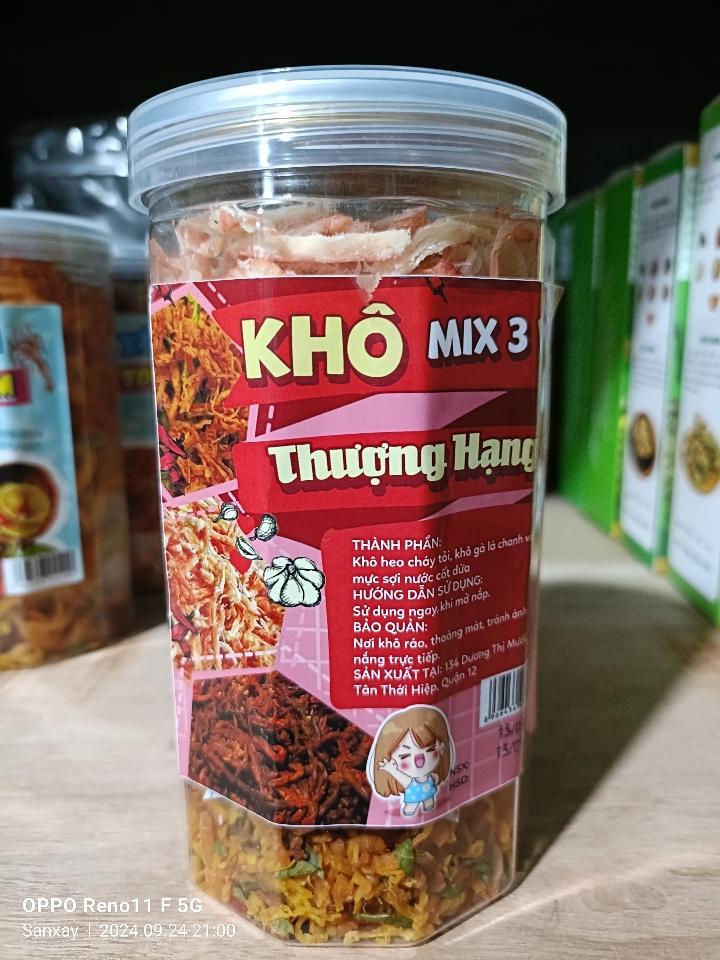 KHÔ MIX 3
Thượng Hạng
THÀNH PHẦN:
Khô heo cháy tỏi, khô gà lá chanh và
mực sợi nước cốt dừa
HƯỚNG DẪN SỬ DỤNG:
Sử dụng ngay khi mở nắp.
BẢO QUẢN:
Nơi khô ráo, thoáng mát, tránh ánh
nắng trực tiếp.
SẢN XUẤT TẠI: 134 Dương Thị Mười,
Tân Thới Hiệp, Quận 12
NSX:
HSD:
OPPO Reno11 F 5G
Sanxay | 2024.09.24 21:00